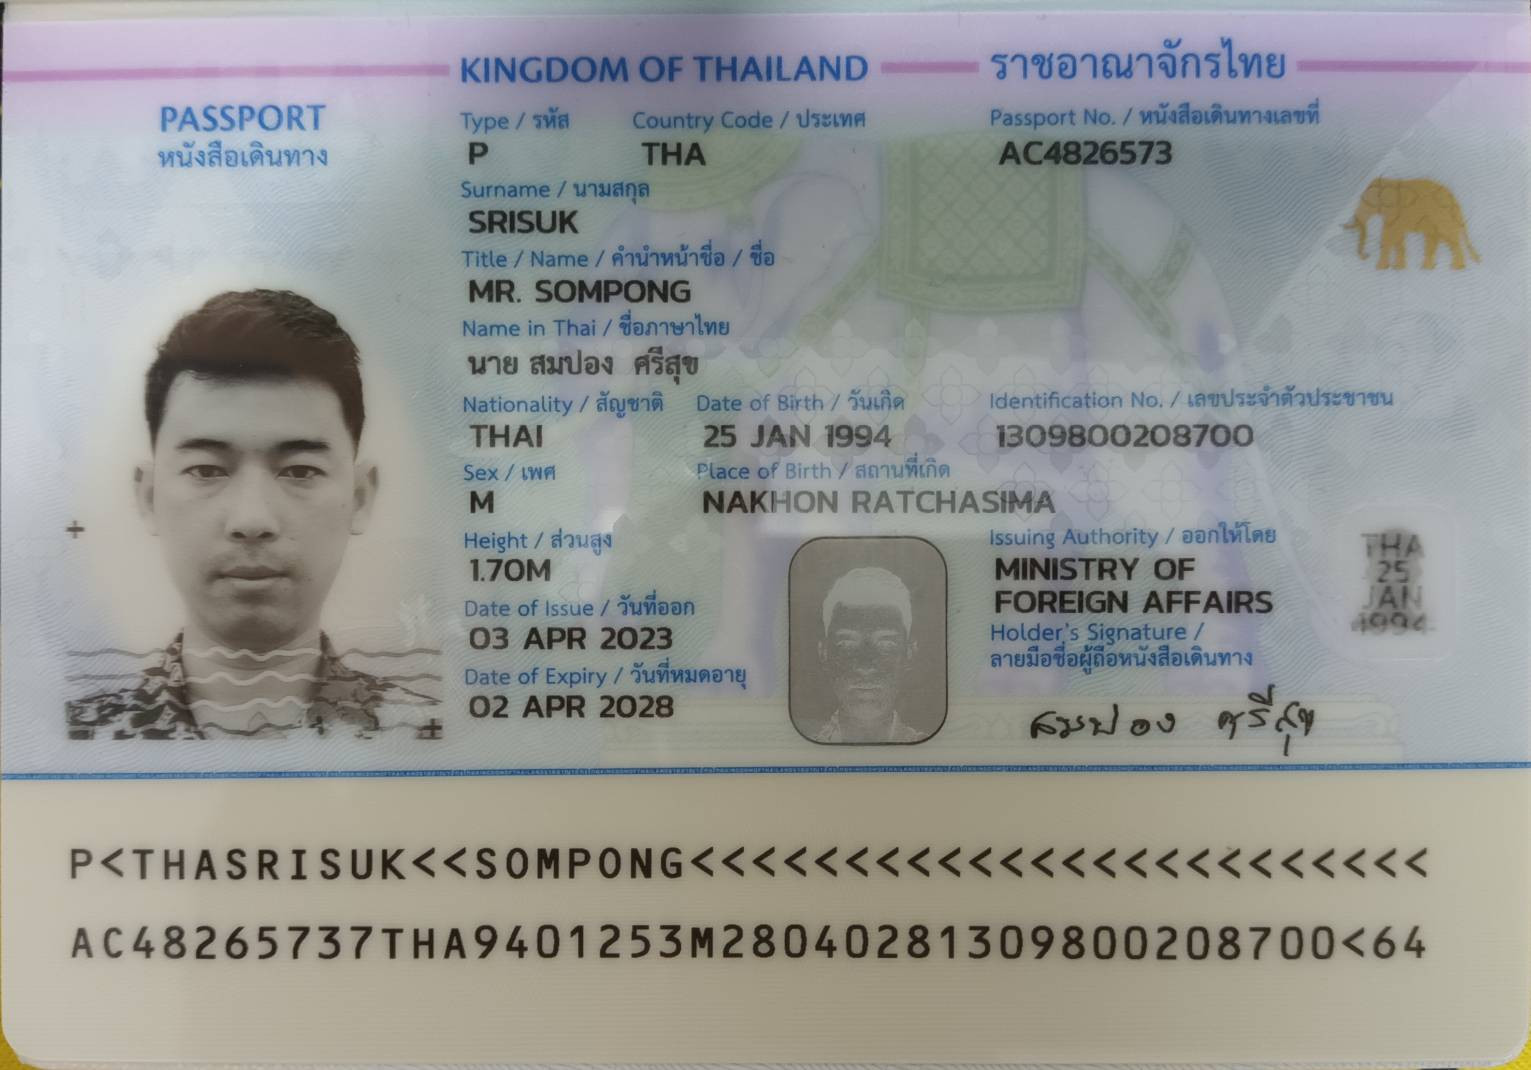 KINGDOM OF THAILAND ราชอาณาจักรไทย
PASSPORT
หนังสือเดินทาง
Type / รหัส Country Code / ประเทศ Passport No. / หนังสือเดินทางเลขที่
P THA AC4826573
Surname / นามสกุล
SRISUK
Title / Name / คำนำหน้าชื่อ / ชื่อ
MR. SOMPONG
Name in Thai / ชื่อภาษาไทย
นาย สมปอง ศรีสุข
Nationality / สัญชาติ Date of Birth / วันเกิด Identification No. / เลขประจำตัวประชาชน
THAI 25 JAN 1994 1309800208700
Sex / เพศ Place of Birth / สถานที่เกิด
M NAKHON RATCHASIMA
Height / ส่วนสูง Issuing Authority / ออกให้โดย
1.70M MINISTRY OF
FOREIGN AFFAIRS
Date of Issue / วันที่ออก Holder's Signature /
03 APR 2023 ลายมือชื่อผู้ถือหนังสือเดินทาง
Date of Expiry / วันที่หมดอายุ
02 APR 2028
สมปอง ศรีสุข
THA
25
JAN
1994
P<THASRISUK<<SOMPONG<<<<<<<<<<<<<<<<<<<<<<<<
AC48265737THA9401253M28040281309800208700<64